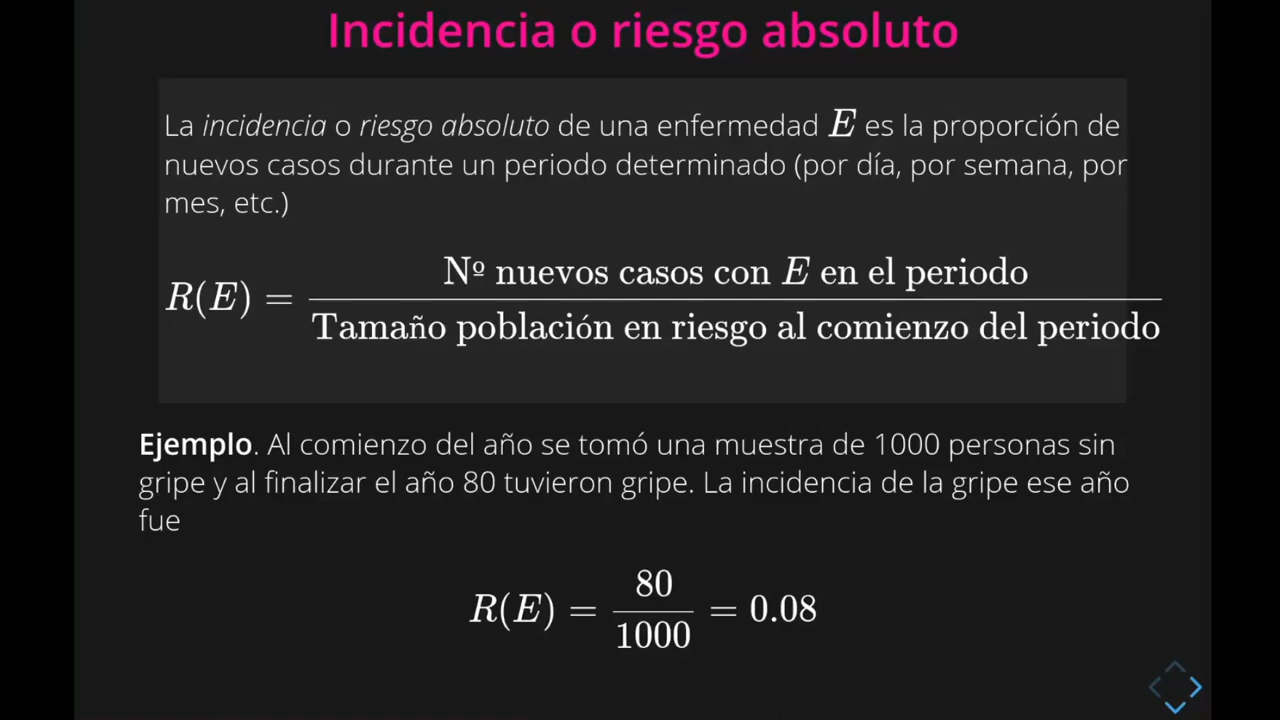 Incidencia o riesgo absoluto
La incidencia o riesgo absoluto de una enfermedad E es la proporción de
nuevos casos durante un periodo determinado (por día, por semana, por
mes, etc.)
R(E) = Nº nuevos casos con E en el periodo / Tamaño población en riesgo al comienzo del periodo
Ejemplo. Al comienzo del año se tomó una muestra de 1000 personas sin
gripe y al finalizar el año 80 tuvieron gripe. La incidencia de la gripe ese año
fue
R(E) = 80 / 1000 = 0.08